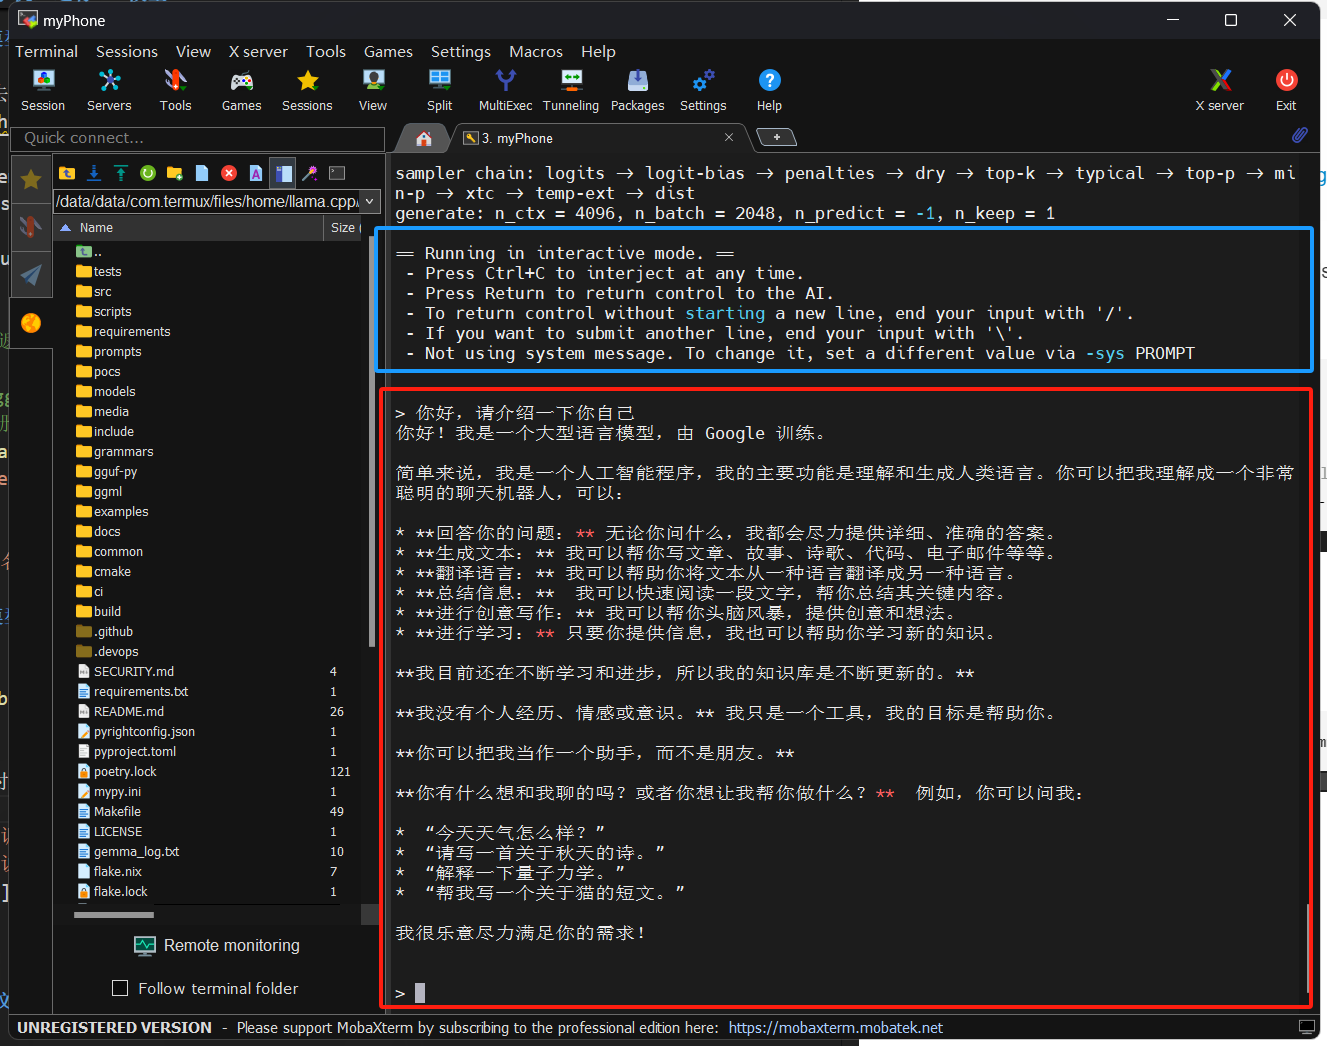 myPhone
Terminal Sessions View X server Tools Games Settings Macros Help
Session Servers Tools Games Sessions View Split MultiExec Tunneling Packages Settings Help X server Exit
Quick connect...
3. myPhone
/data/data/com.termux/files/home/llama.cpp/
Name Size
..
tests
src
scripts
requirements
prompts
pocs
models
media
include
grammars
gguf-py
ggml
examples
docs
common
cmake
ci
build
.github
.devops
SECURITY.md 4
requirements.txt 1
README.md 26
pyrightconfig.json 1
pyproject.toml 1
poetry.lock 121
mypy.ini 1
Makefile 49
LICENSE 1
gemma_log.txt 10
flake.nix 7
flake.lock 1
Remote monitoring
Follow terminal folder
sampler chain: logits -> logit-bias -> penalties -> dry -> top-k -> typical -> top-p -> mi
n-p -> xtc -> temp-ext -> dist
generate: n_ctx = 4096, n_batch = 2048, n_predict = -1, n_keep = 1
== Running in interactive mode. ==
- Press Ctrl+C to interject at any time.
- Press Return to return control to the AI.
- To return control without starting a new line, end your input with '/'.
- If you want to submit another line, end your input with '\'.
- Not using system message. To change it, set a different value via -sys PROMPT
> 你好，请介绍一下你自己
你好！我是一个大型语言模型，由 Google 训练。
简单来说，我是一个人工智能程序，我的主要功能是理解和生成人类语言。你可以把我理解成一个非常
聪明的聊天机器人，可以：
* **回答你的问题：** 无论你问什么，我都会尽力提供详细、准确的答案。
* **生成文本：** 我可以帮你写文章、故事、诗歌、代码、电子邮件等等。
* **翻译语言：** 我可以帮助你将文本从一种语言翻译成另一种语言。
* **总结信息：** 我可以快速阅读一段文字，帮你总结其关键内容。
* **进行创意写作：** 我可以帮你头脑风暴，提供创意和想法。
* **进行学习：** 只要你提供信息，我也可以帮助你学习新的知识。
**我目前还在不断学习和进步，所以我的知识库是不断更新的。**
**我没有个人经历、情感或意识。** 我只是一个工具，我的目标是帮助你。
**你可以把我当作一个助手，而不是朋友。**
**你有什么想和我聊的吗？或者你想让我帮你做什么？** 例如，你可以问我：
* “今天天气怎么样？”
* “请写一首关于秋天的诗。”
* “解释一下量子力学。”
* “帮我写一个关于猫的短文。”
我很乐意尽力满足你的需求！
>
UNREGISTERED VERSION - Please support MobaXterm by subscribing to the professional edition here: https://mobaxterm.mobatek.net